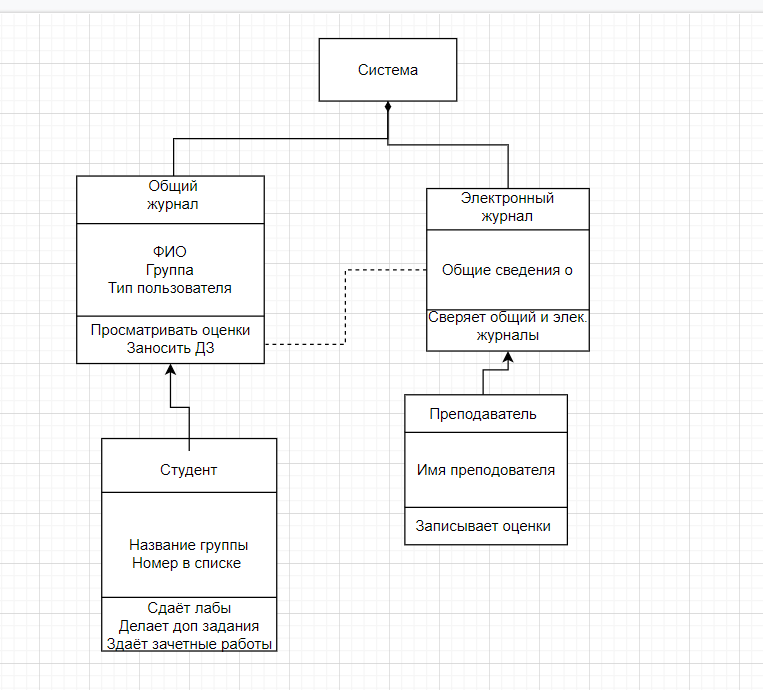 Система
Общий
журнал
ФИО
Группа
Тип пользователя
Просматривать оценки
Заносить ДЗ
Электронный
журнал
Общие сведения о
Сверяет общий и элек.
журналы
Студент
Название группы
Номер в списке
Сдаёт лабы
Делает доп задания
Здаёт зачетные работы
Преподаватель
Имя преподователя
Записывает оценки